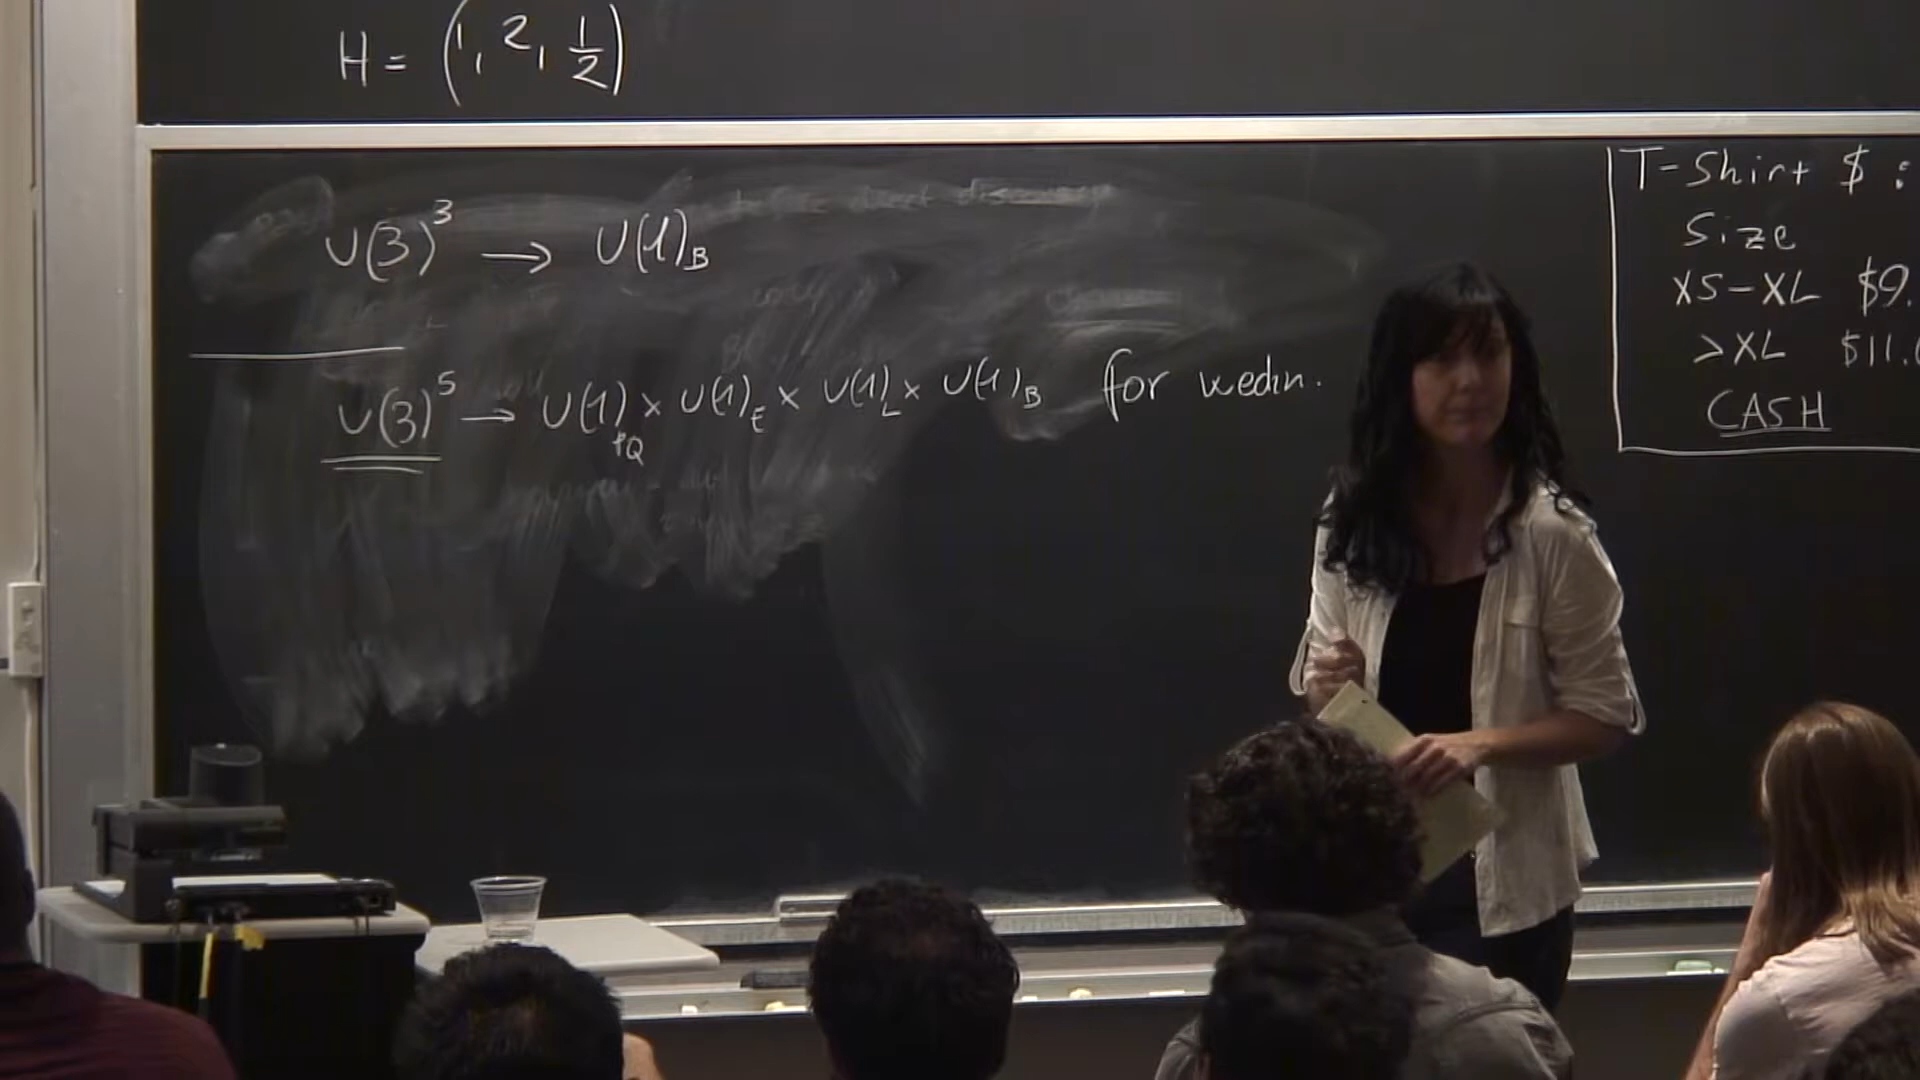 H = (1, 2, 1/2)
U(3)³ → U(1)_B
U(3)⁵ → U(1)_PQ × U(1)_E × U(1)_L × U(1)_B for
T-Shirt $ :
Size
XS-XL $9.
>XL $11.
CASH